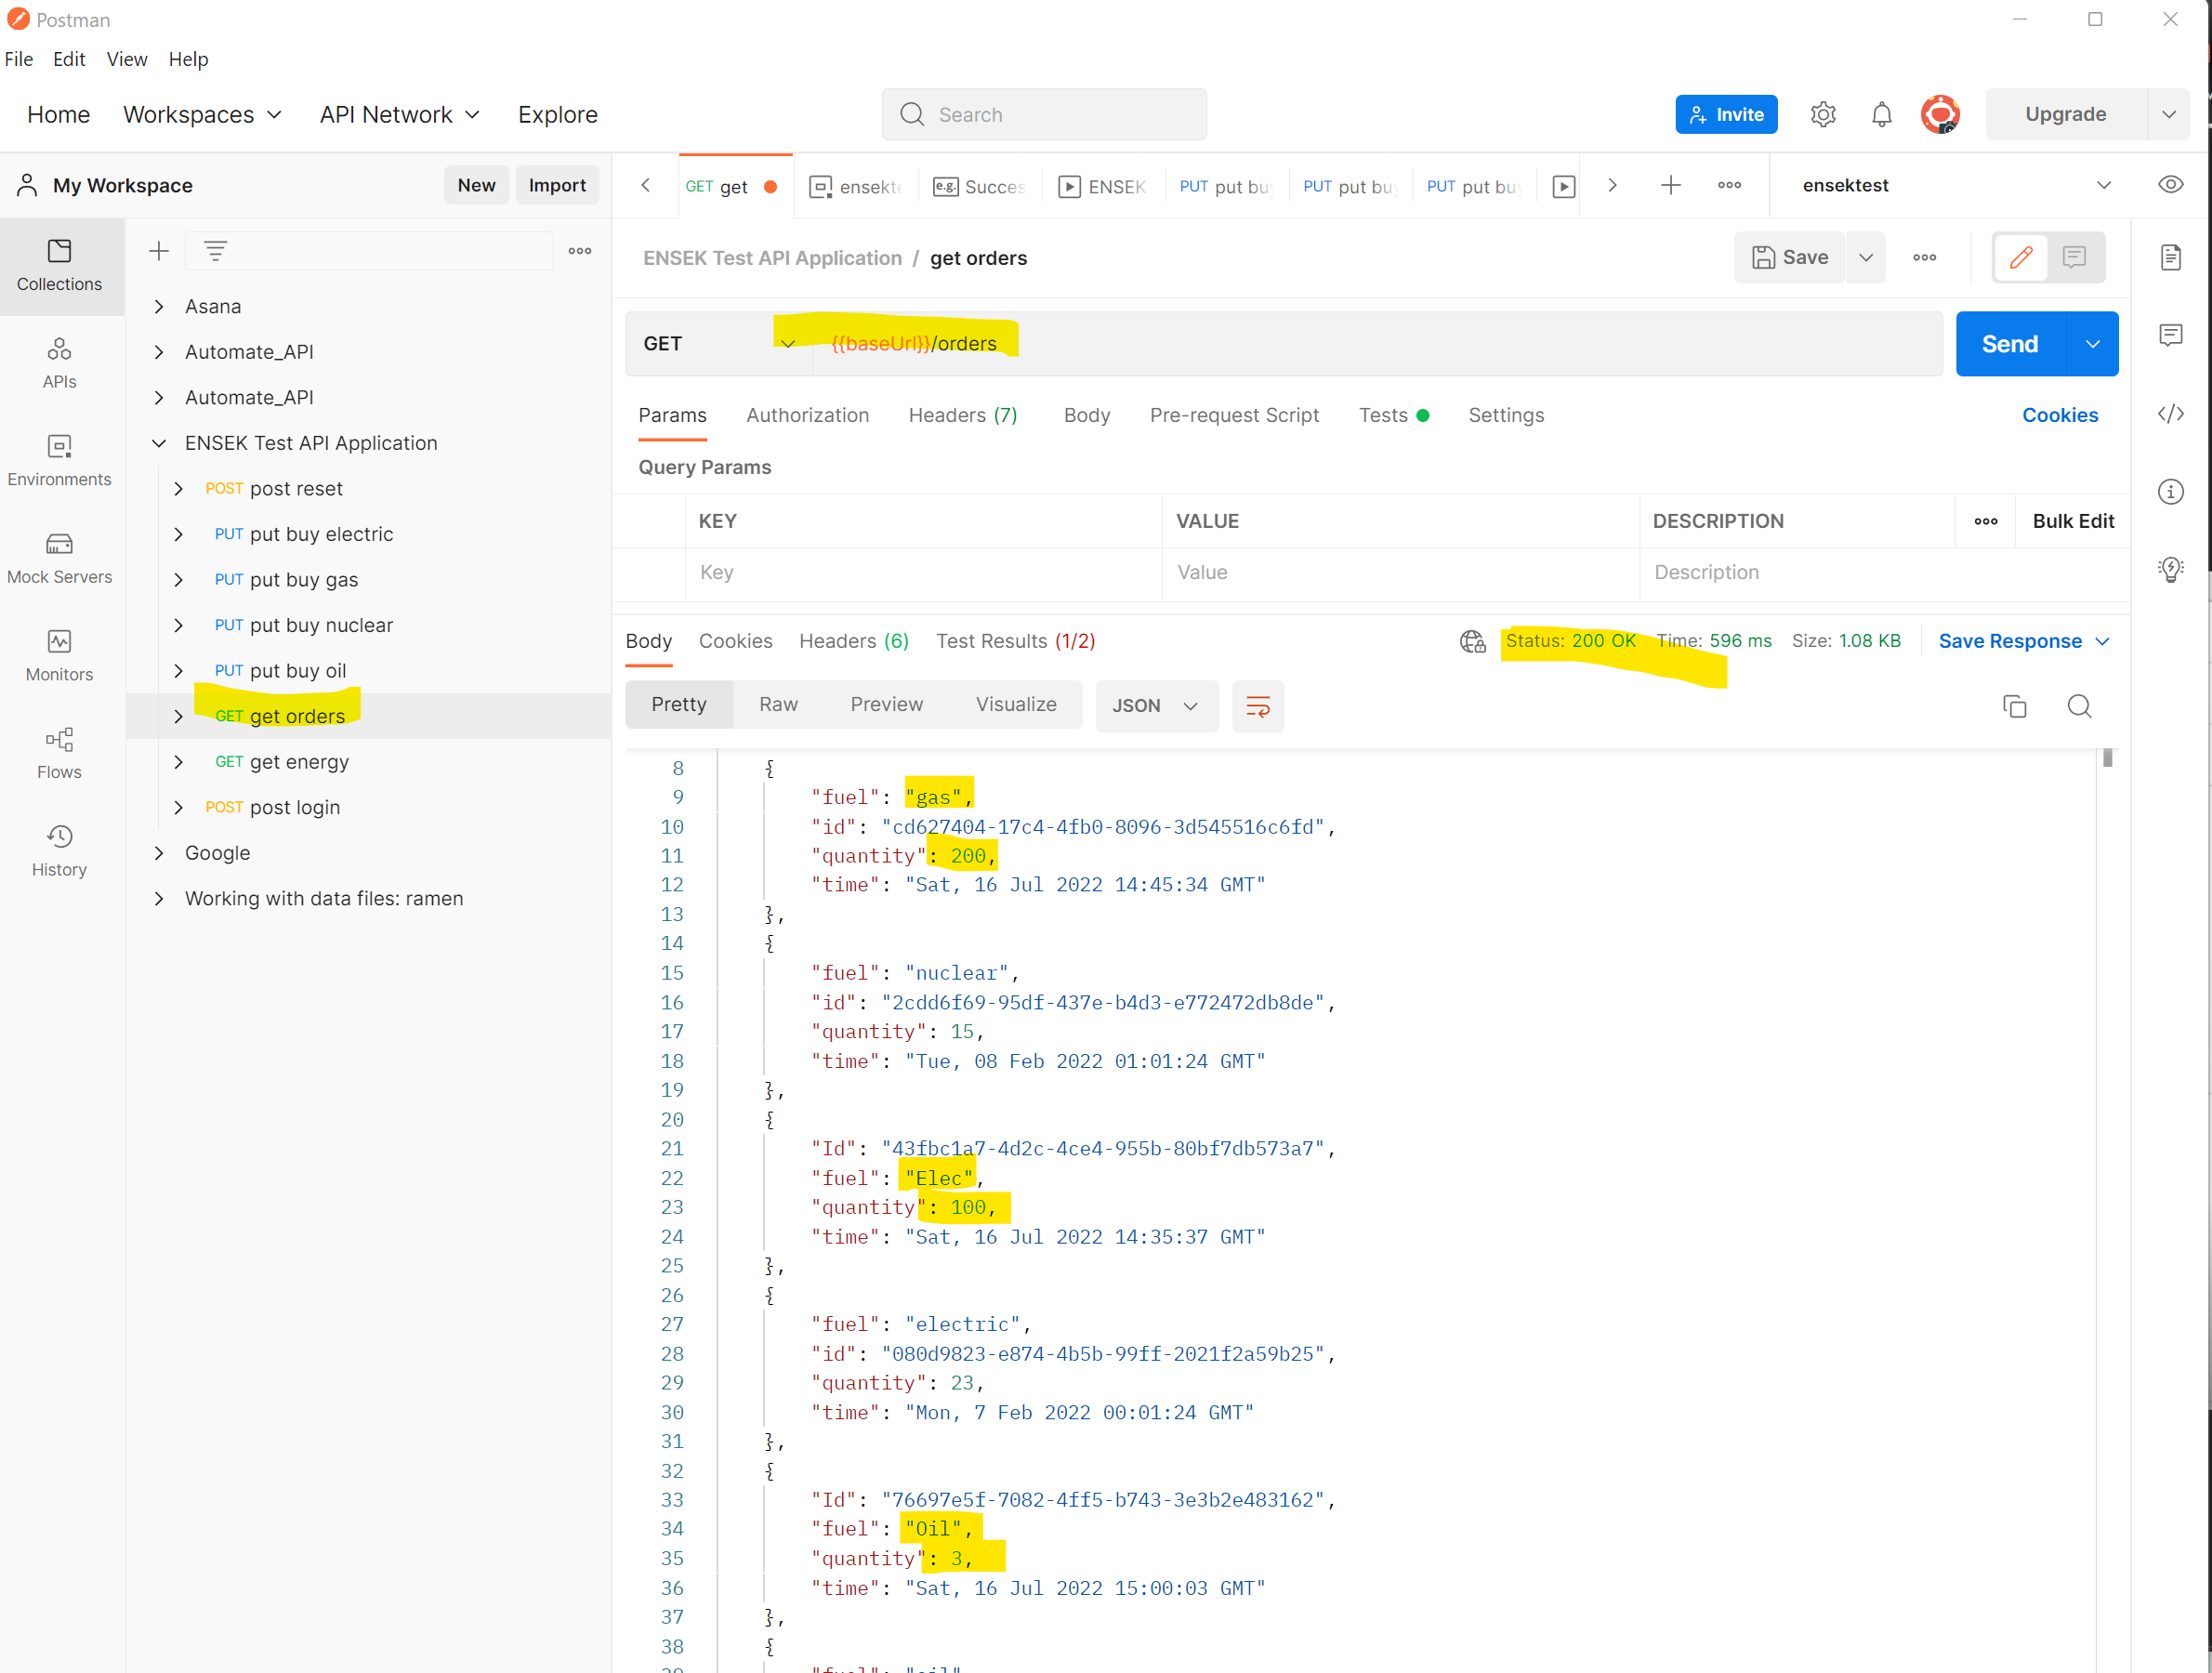 Postman
File Edit View Help
Home Workspaces API Network Explore Search Invite Upgrade
My Workspace New Import
GET get ensekte e.g. Succes ENSEK PUT put bu PUT put bu PUT put bu ensektest
Collections
APIs
Environments
Mock Servers
Monitors
Flows
History
Asana
Automate_API
Automate_API
ENSEK Test API Application
POST post reset
PUT put buy electric
PUT put buy gas
PUT put buy nuclear
PUT put buy oil
GET get orders
GET get energy
POST post login
Google
Working with data files: ramen
ENSEK Test API Application / get orders Save
GET {{baseUrl}}/orders Send
Params Authorization Headers (7) Body Pre-request Script Tests Settings Cookies
Query Params
KEY VALUE DESCRIPTION Bulk Edit
Key Value Description
Body Cookies Headers (6) Test Results (1/2) Status: 200 OK Time: 596 ms Size: 1.08 KB Save Response
Pretty Raw Preview Visualize JSON
8 {
9 "fuel": "gas",
10 "id": "cd627404-17c4-4fb0-8096-3d545516c6fd",
11 "quantity": 200,
12 "time": "Sat, 16 Jul 2022 14:45:34 GMT"
13 },
14 {
15 "fuel": "nuclear",
16 "id": "2cdd6f69-95df-437e-b4d3-e772472db8de",
17 "quantity": 15,
18 "time": "Tue, 08 Feb 2022 01:01:24 GMT"
19 },
20 {
21 "Id": "43fbc1a7-4d2c-4ce4-955b-80bf7db573a7",
22 "fuel": "Elec",
23 "quantity": 100,
24 "time": "Sat, 16 Jul 2022 14:35:37 GMT"
25 },
26 {
27 "fuel": "electric",
28 "id": "080d9823-e874-4b5b-99ff-2021f2a59b25",
29 "quantity": 23,
30 "time": "Mon, 7 Feb 2022 00:01:24 GMT"
31 },
32 {
33 "Id": "76697e5f-7082-4ff5-b743-3e3b2e483162",
34 "fuel": "Oil",
35 "quantity": 3,
36 "time": "Sat, 16 Jul 2022 15:00:03 GMT"
37 },
38 {